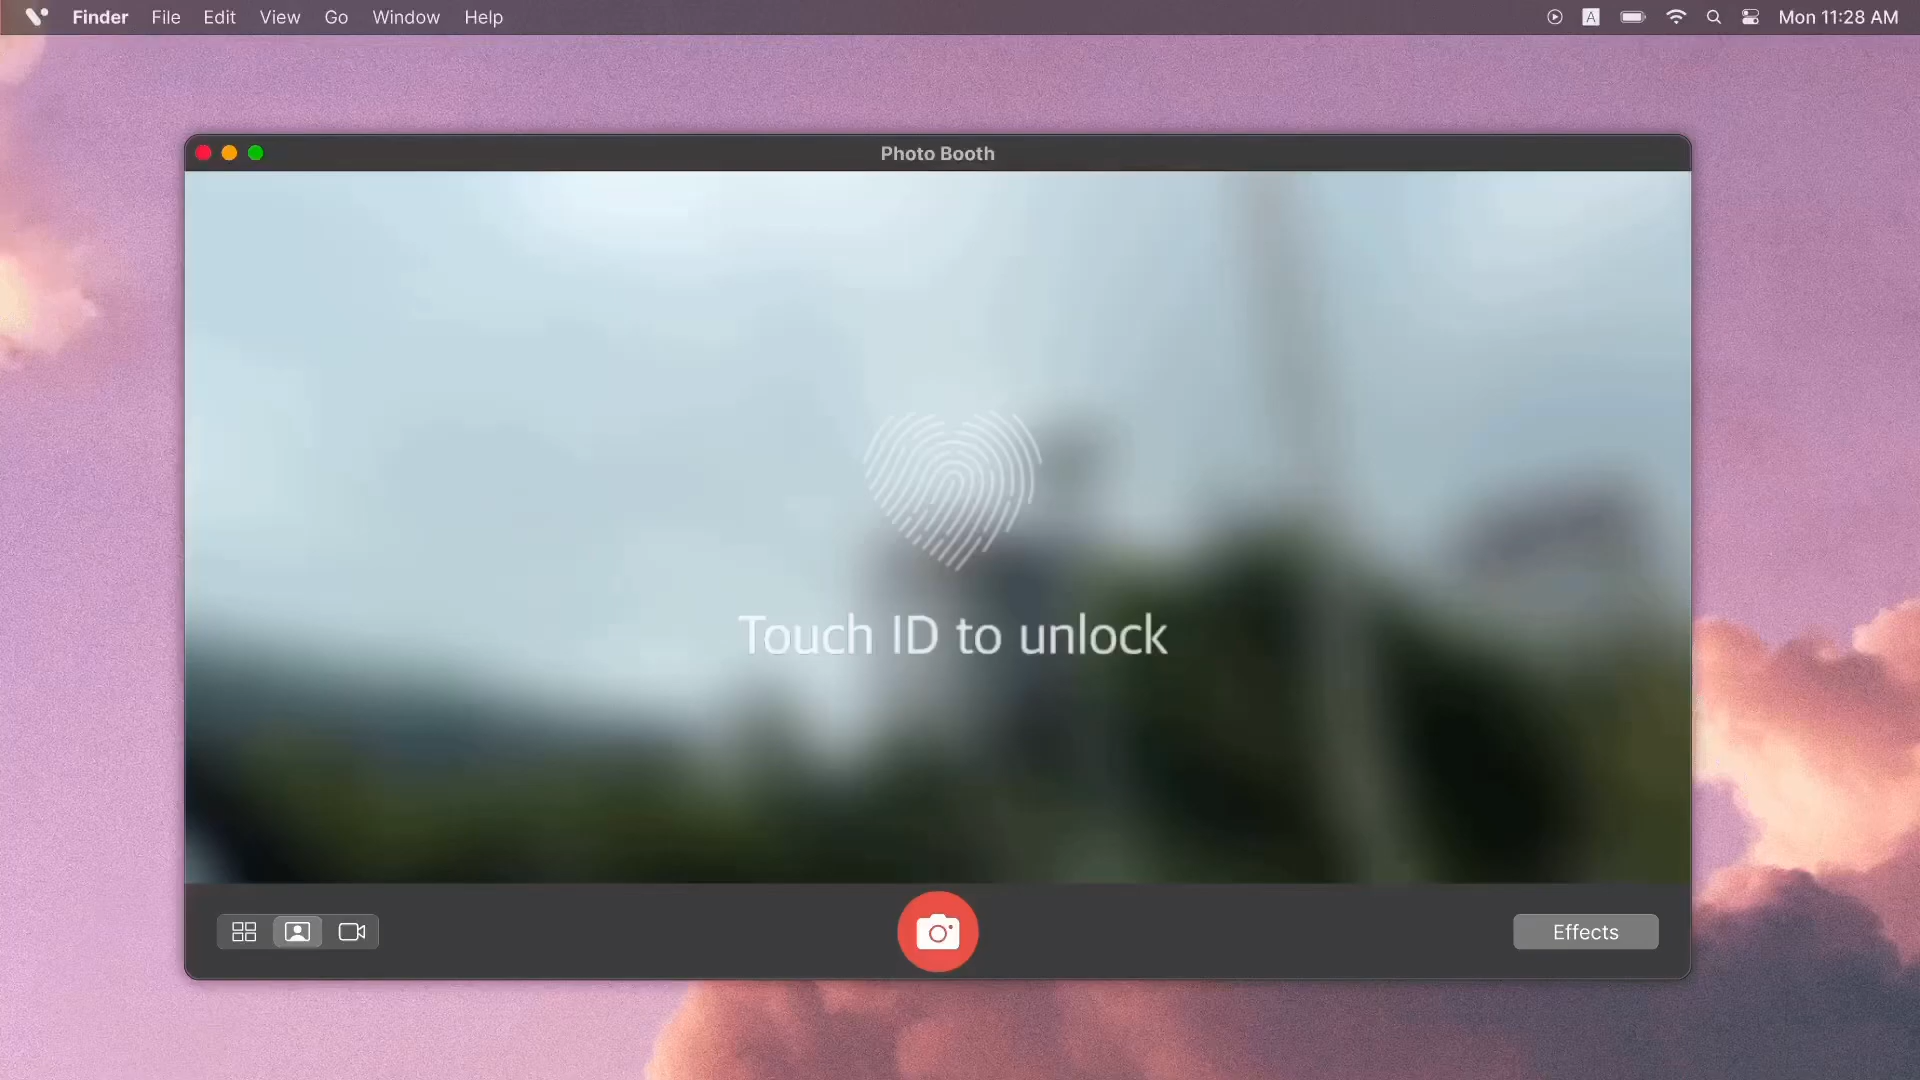 Finder File Edit View Go Window Help A Mon 11:28 AM
Photo Booth
Touch ID to unlock
Effects